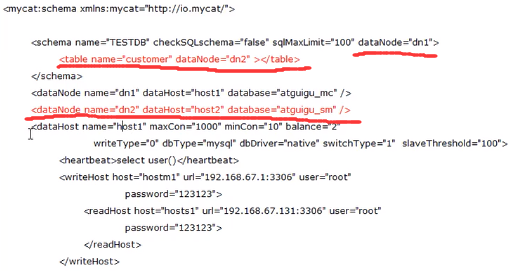 <mycat:schema xmlns:mycat="http://io.mycat/">
<schema name="TESTDB" checkSQLschema="false" sqlMaxLimit="100" dataNode="dn1">
<table name="customer" dataNode="dn2" ></table>
</schema>
<dataNode name="dn1" dataHost="host1" database="atguigu_mc" />
<dataNode name="dn2" dataHost="host2" database="atguigu_sm" />
<dataHost name="host1" maxCon="1000" minCon="10" balance="2"
writeType="0" dbType="mysql" dbDriver="native" switchType="1" slaveThreshold="100">
<heartbeat>select user()</heartbeat>
<writeHost host="hostm1" url="192.168.67.1:3306" user="root"
password="123123">
<readHost host="hosts1" url="192.168.67.131:3306" user="root"
password="123123">
</readHost>
</writeHost>